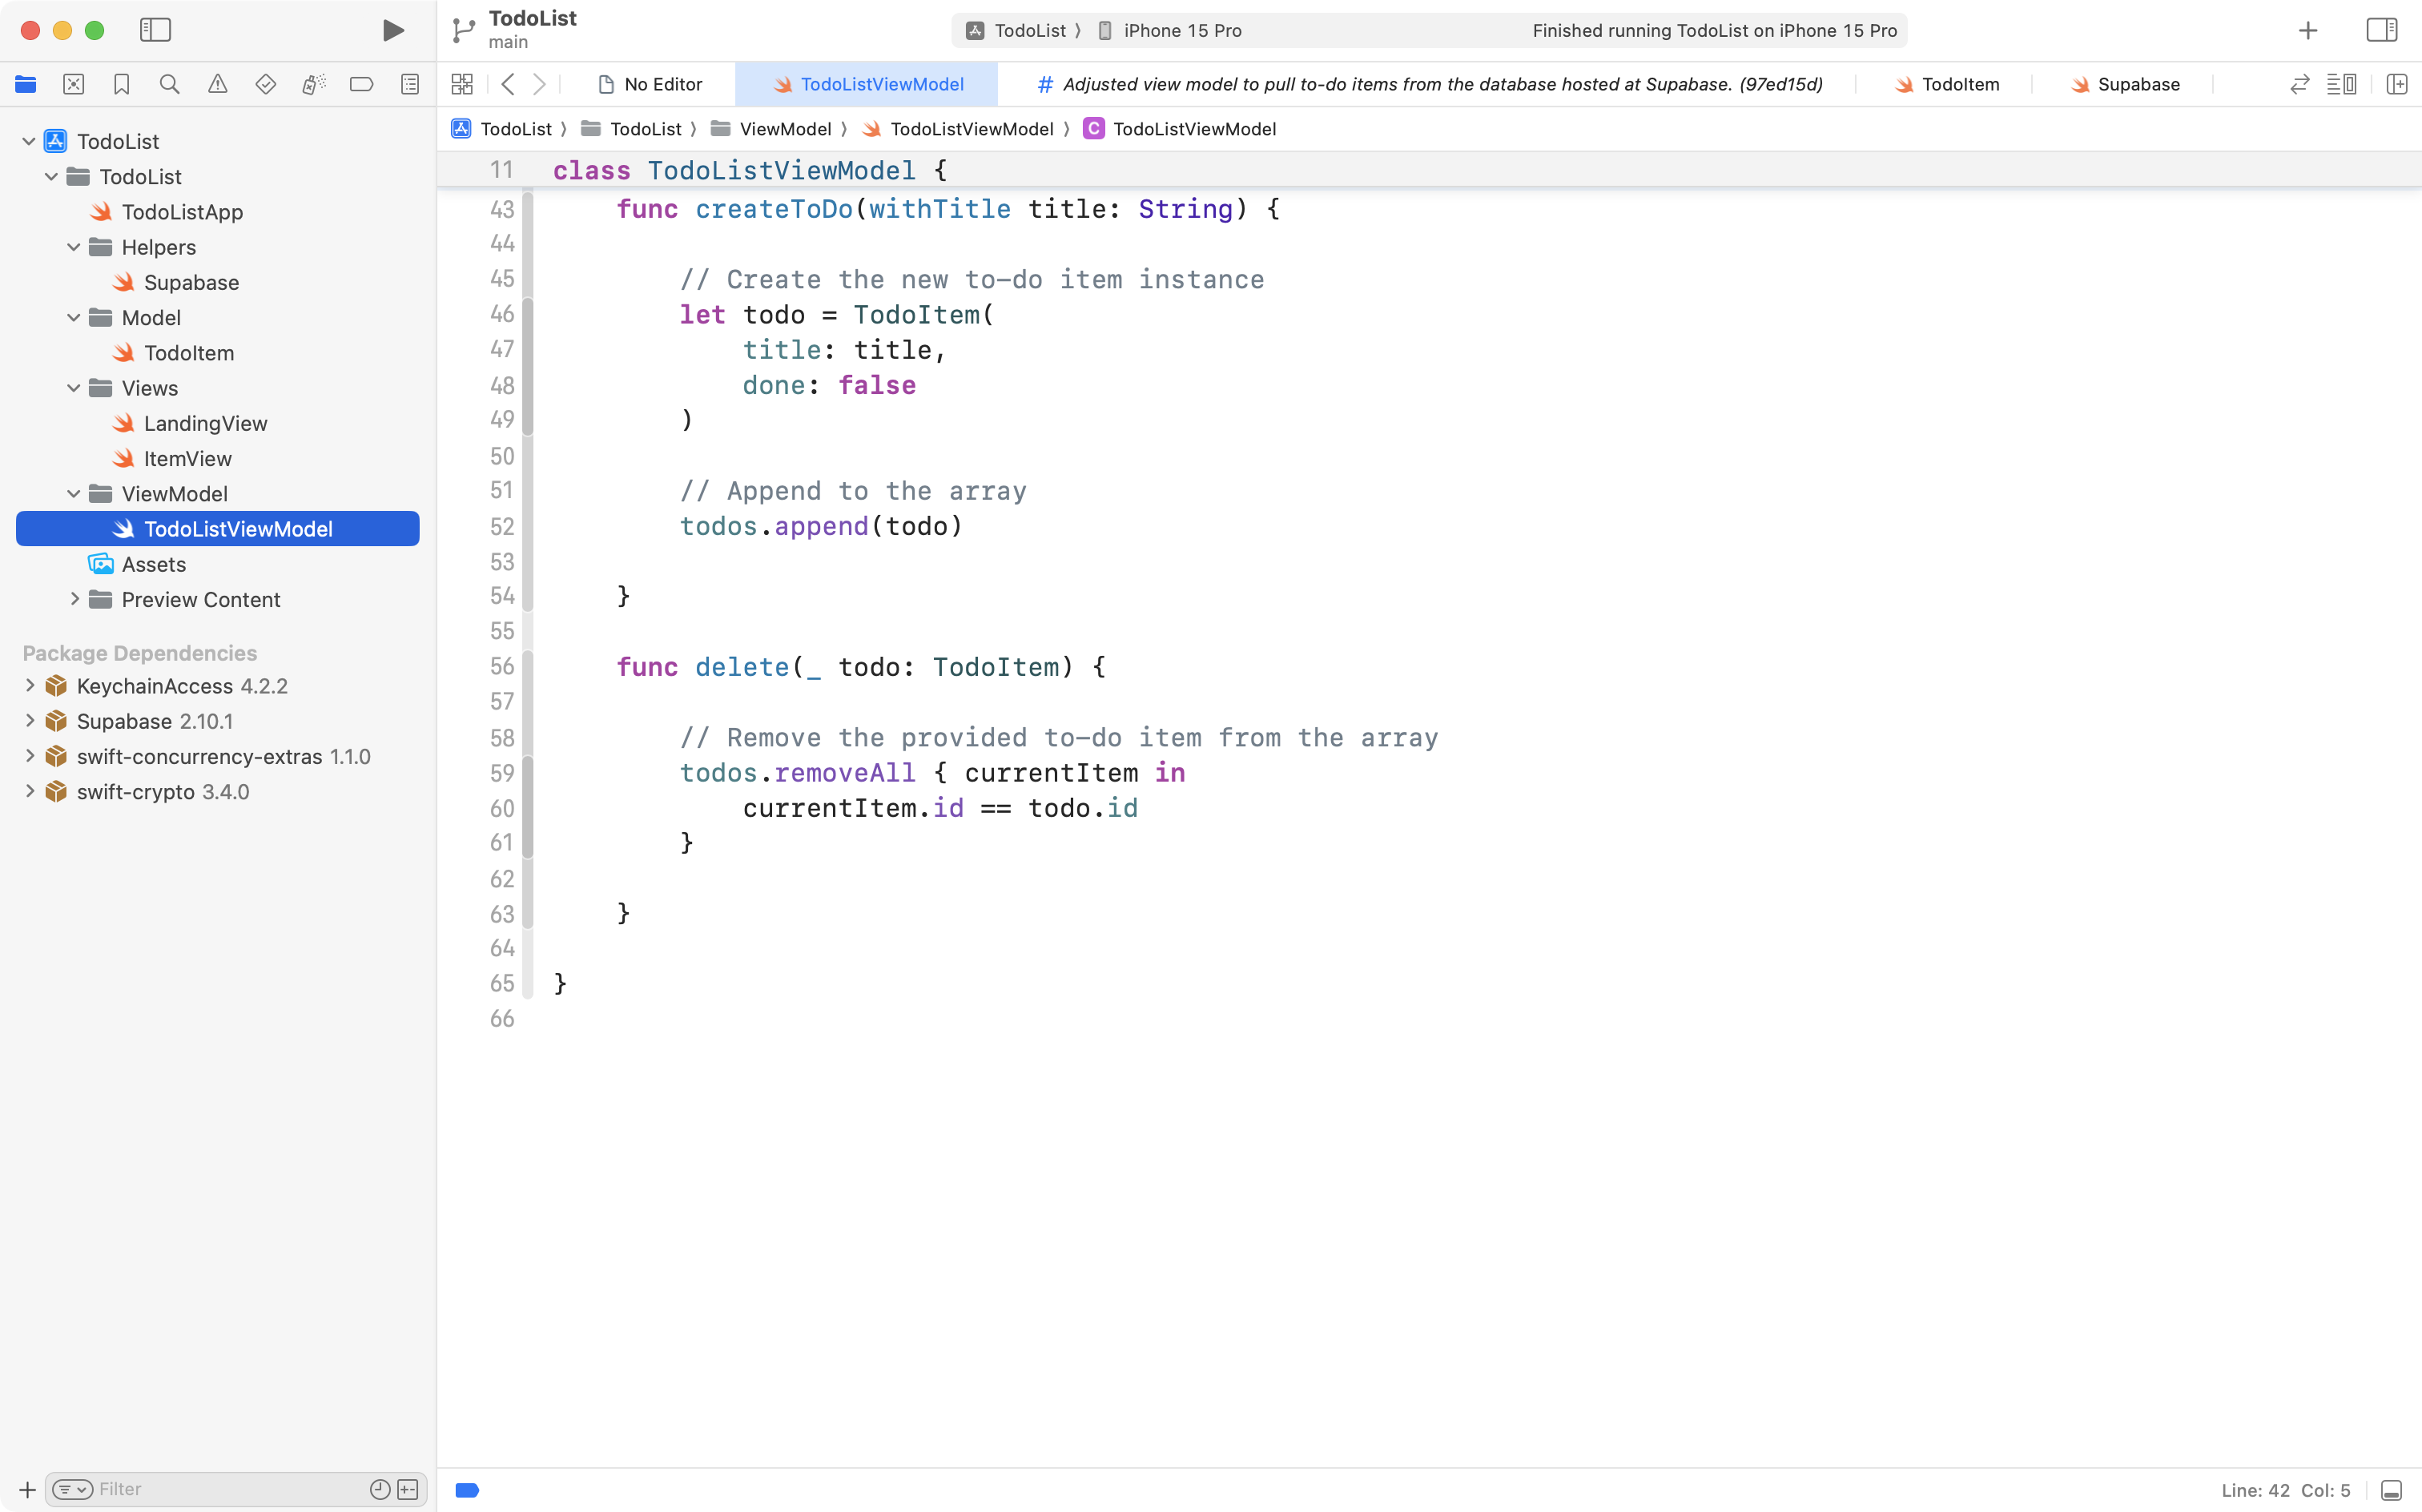 TodoList
main
TodoList 〉 iPhone 15 Pro
Finished running TodoList on iPhone 15 Pro
No Editor
TodoListViewModel
# Adjusted view model to pull to-do items from the database hosted at Supabase. (97ed15d)
TodoItem
Supabase
TodoList 〉 TodoList 〉 ViewModel 〉 TodoListViewModel 〉 C TodoListViewModel
TodoList
TodoList
TodoListApp
Helpers
Supabase
Model
TodoItem
Views
LandingView
ItemView
ViewModel
TodoListViewModel
Assets
Preview Content
Package Dependencies
KeychainAccess 4.2.2
Supabase 2.10.1
swift-concurrency-extras 1.1.0
swift-crypto 3.4.0
Filter
11 class TodoListViewModel {
43     func createToDo(withTitle title: String) {
44
45         // Create the new to-do item instance
46         let todo = TodoItem(
47             title: title,
48             done: false
49         )
50
51         // Append to the array
52         todos.append(todo)
53
54     }
55
56     func delete(_ todo: TodoItem) {
57
58         // Remove the provided to-do item from the array
59         todos.removeAll { currentItem in
60             currentItem.id == todo.id
61         }
62
63     }
64
65 }
66
Line: 42 Col: 5